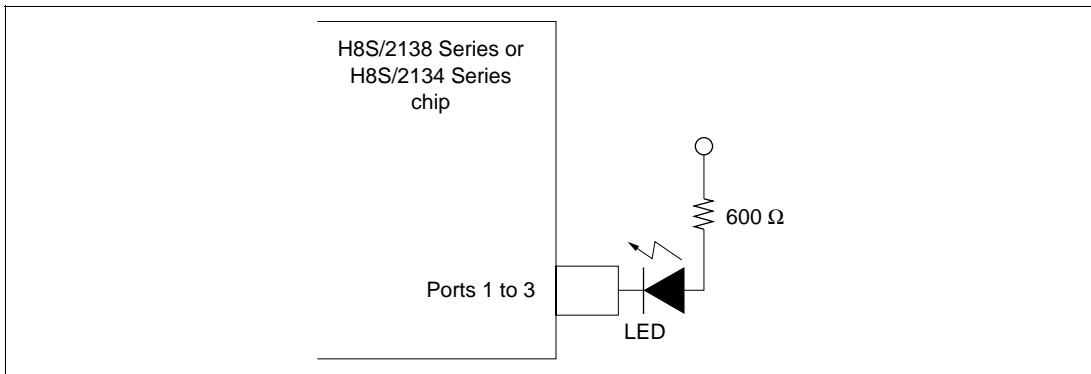 H8S/2138 Series or
H8S/2134 Series
chip
600 Ω
Ports 1 to 3
LED